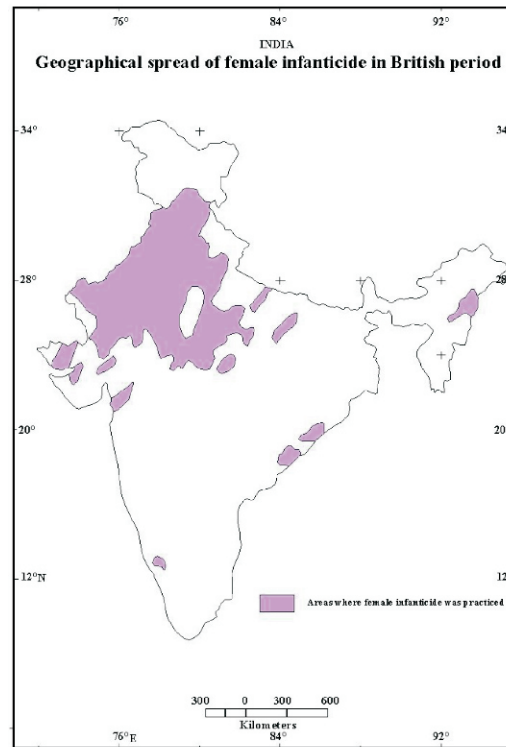 76° 84° 92°
INDIA
Geographical spread of female infanticide in British period
34° 34
28° 28
20° 20
12°N 12
Areas where female infanticide was practiced
300 0 300 600
Kilometers
76°E 84° 92°